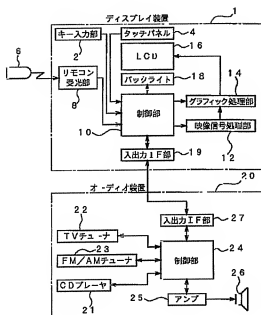 ディスプレイ装置 1
6
キー入力部 2
タッチパネル 4
LCD 16
リモコン受光部 8
バックライト 18
制御部 10
グラフィック処理部 14
映像信号処理部 12
入出力IF部 19
オーディオ装置 20
22
TVチューナ
入出力IF部 27
23
FM/AMチューナ
制御部 24
CDプレーヤ
21
アンプ
25
26